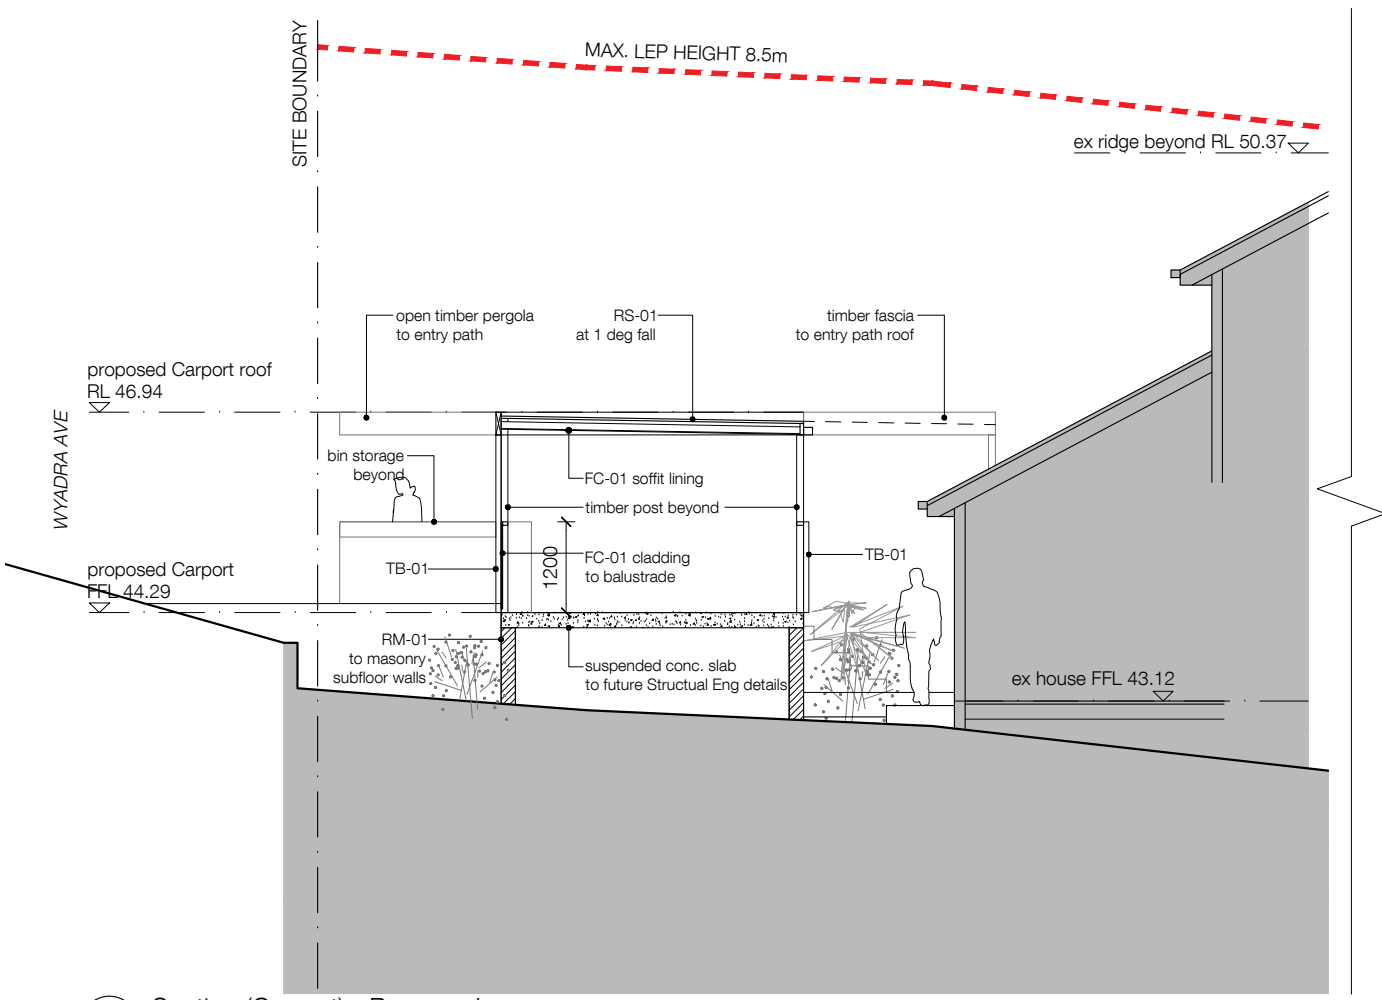 SITE BOUNDARY
MAX. LEP HEIGHT 8.5m
ex ridge beyond RL 50.37
open timber pergola
to entry path
RS-01
at 1 deg fall
timber fascia
to entry path roof
proposed Carport roof
RL 46.94
WYADRA AVE
bin storage
beyond
FC-01 soffit lining
timber post beyond
1200
TB-01
FC-01 cladding
to balustrade
TB-01
proposed Carport
FFL 44.29
RM-01
to masonry
subfloor walls
suspended conc. slab
to future Structual Eng details
ex house FFL 43.12